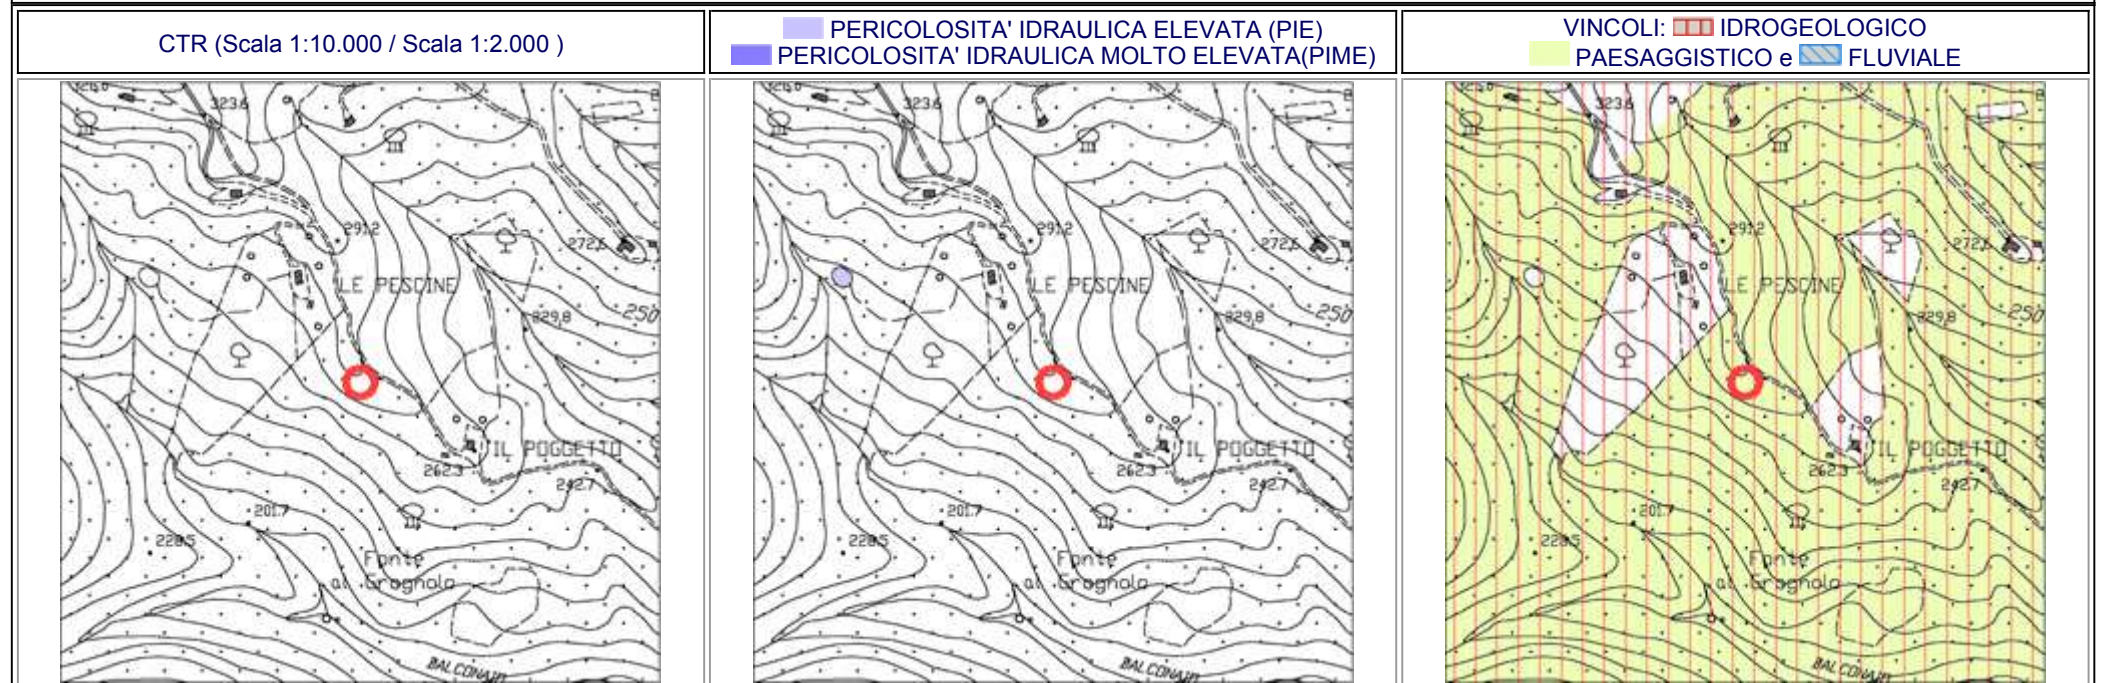 CTR (Scala 1:10.000 / Scala 1:2.000 )
PERICOLOSITA' IDRAULICA ELEVATA (PIE)
PERICOLOSITA' IDRAULICA MOLTO ELEVATA(PIME)
VINCOLI: IDROGEOLOGICO
PAESAGGISTICO e FLUVIALE
323.6
291.2
272,6
LE PESCINE
229,8
250
IL POGGETTO
262.3
242.7
201.7
228.5
Fonte
al Grognolo
BALCONAIO
323.6
291.2
272,6
LE PESCINE
229,8
250
IL POGGETTO
262.3
242.7
201.7
228.5
Fonte
al Grognolo
BALCONAIO
323.6
291.2
272,6
LE PESCINE
229,8
250
IL POGGETTO
262.3
242.7
201.7
228.5
Fonte
al Grognolo
BALCONAIO